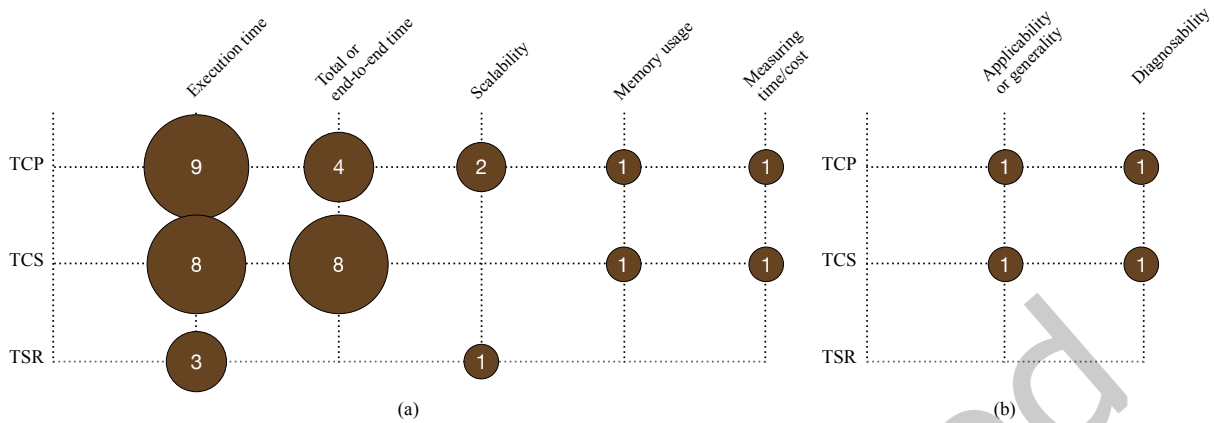 Execution time
Total or
end-to-end time
Scalability
Memory usage
Measuring
time/cost
Applicability
or generality
Diagnosability
TCP 9 4 2 1 1
TCP 1 1
TCS 8 8 1 1
TCS 1 1
TSR 3 1
TSR
(a)
(b)